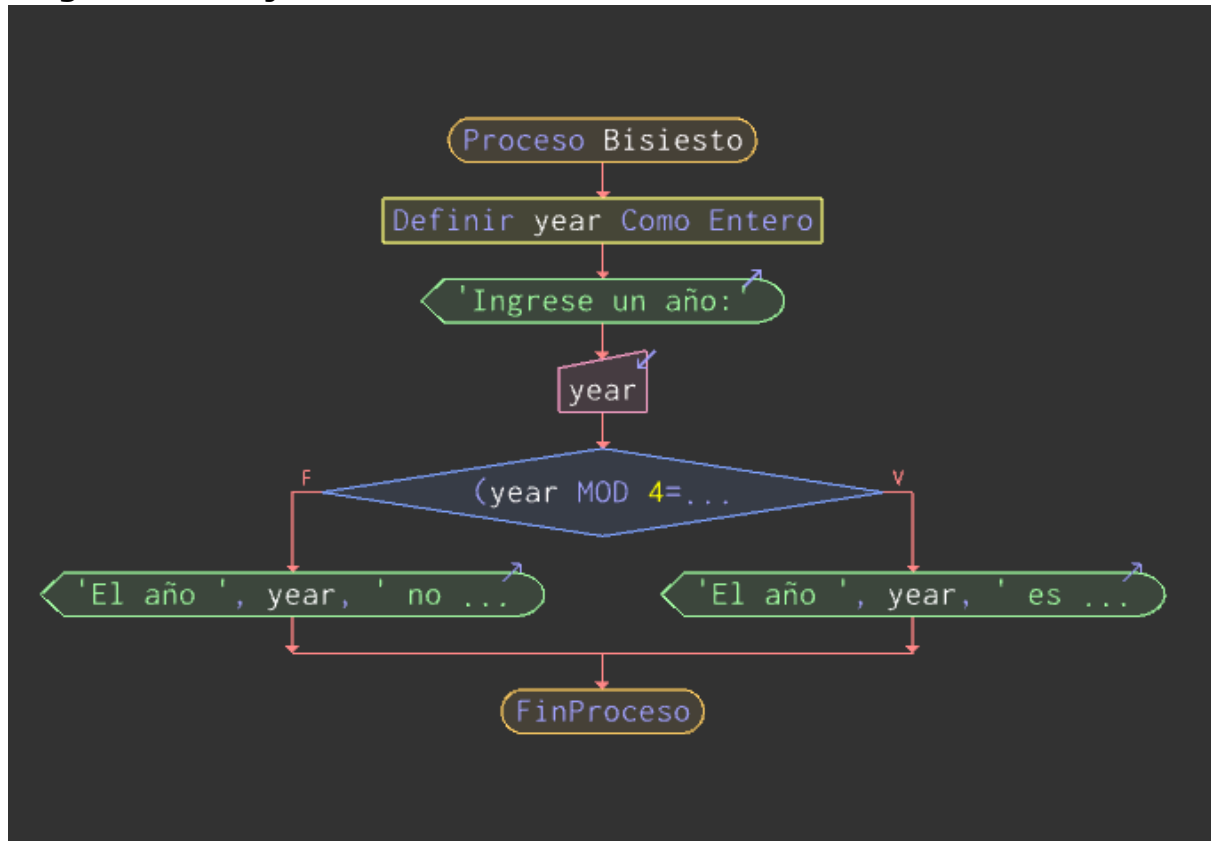 Proceso Bisiesto
Definir year Como Entero
'Ingrese un año:'
year
F
V
(year MOD 4=...
'El año ', year, ' no ...
'El año ', year, ' es ...
FinProceso